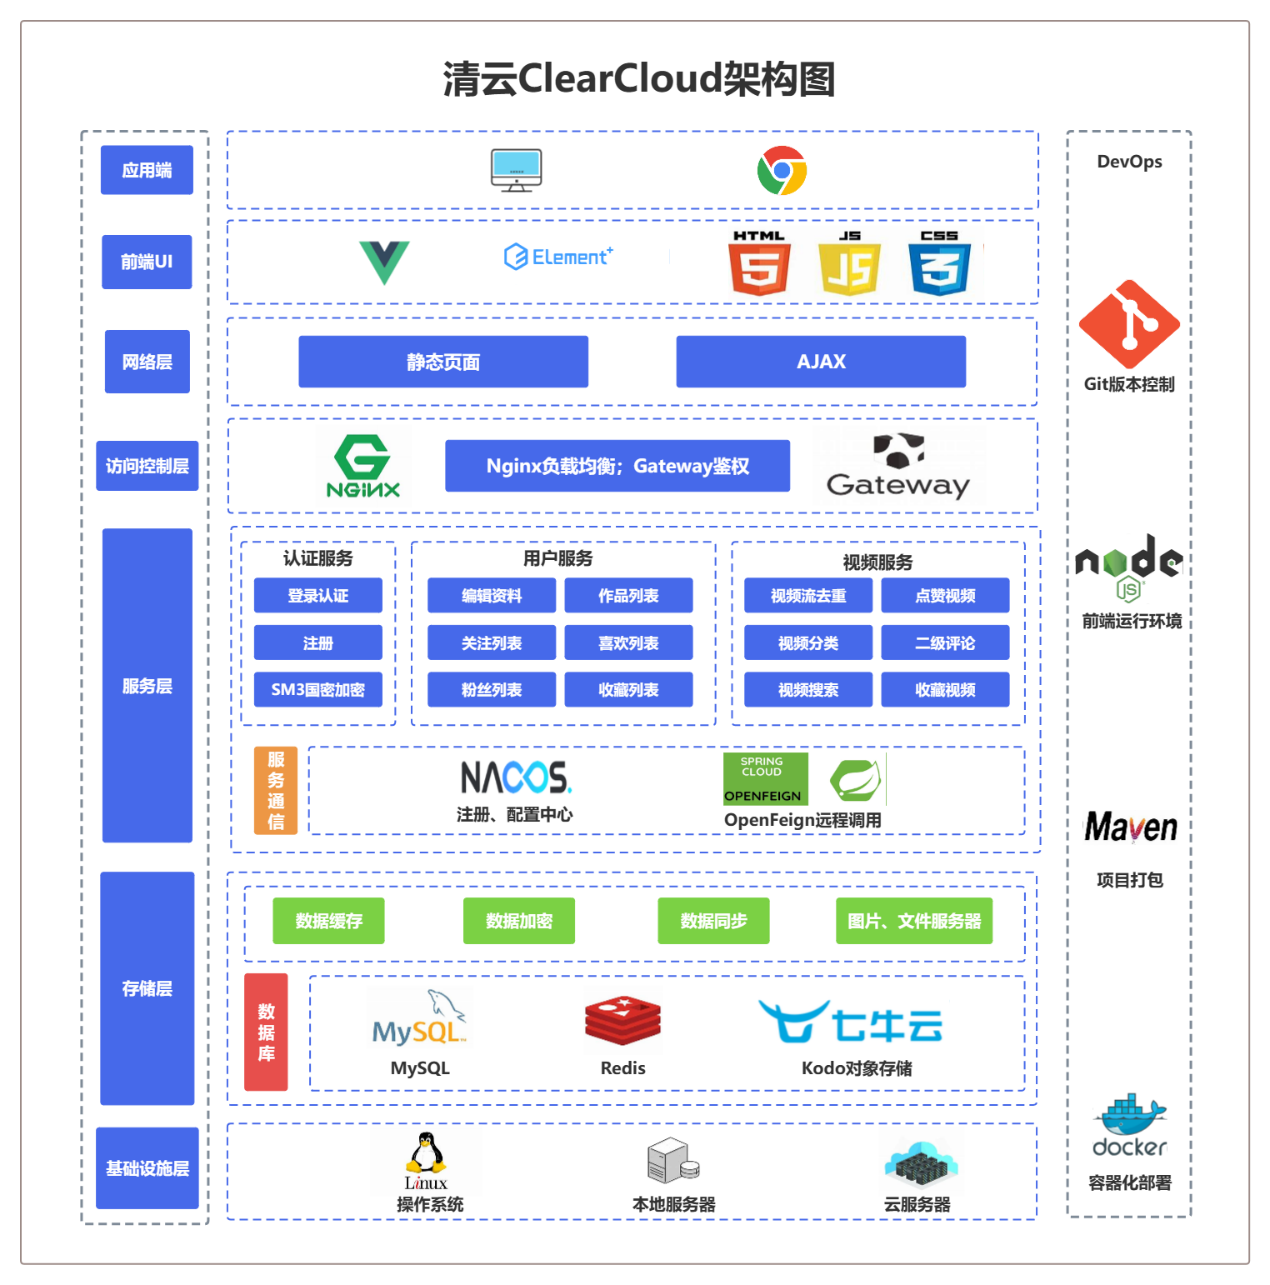 清云ClearCloud架构图
应用端
前端UI
Element+
HTML
5
JS
JS
CSS
3
网络层
静态页面
AJAX
访问控制层
NGiNX
Nginx负载均衡；Gateway鉴权
Gateway
服务层
认证服务
登录认证
注册
SM3国密加密
用户服务
编辑资料
作品列表
关注列表
喜欢列表
粉丝列表
收藏列表
视频服务
视频流去重
点赞视频
视频分类
二级评论
视频搜索
收藏视频
服
务
通
信
NACOS.
注册、配置中心
SPRING
CLOUD
OPENFEIGN
OpenFeign远程调用
存储层
数据缓存
数据加密
数据同步
图片、文件服务器
数
据
库
MySQL
MySQL
Redis
七牛云
Kodo对象存储
基础设施层
Linux
操作系统
本地服务器
云服务器
DevOps
Git版本控制
node
JS
前端运行环境
Maven
项目打包
docker
容器化部署